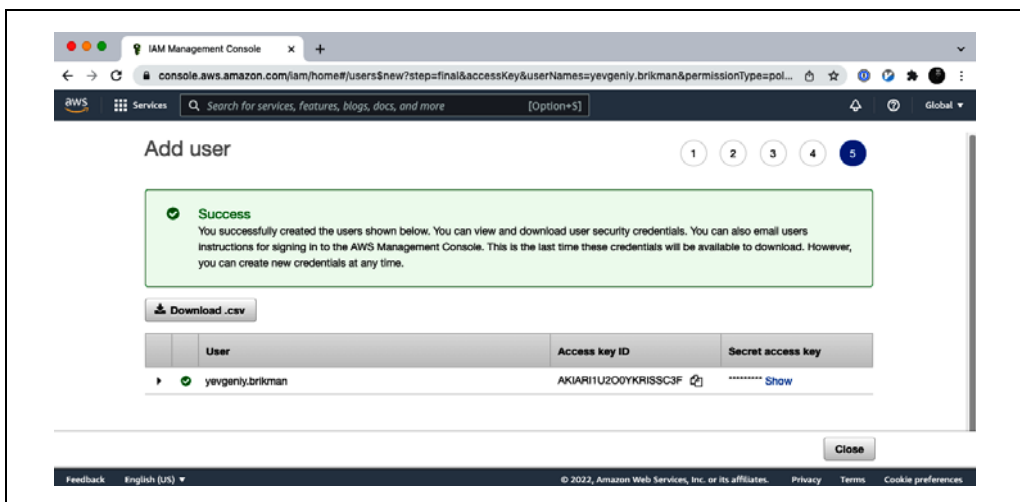 IAM Management Console
console.aws.amazon.com/iam/home#/users$new?step=final&accessKey&userNames=yevgeniy.brikman&permissionType=pol...
aws Services Search for services, features, blogs, docs, and more [Option+S] Global
Add user 1 2 3 4 5
Success
You successfully created the users shown below. You can view and download user security credentials. You can also email users
instructions for signing in to the AWS Management Console. This is the last time these credentials will be available to download. However,
you can create new credentials at any time.
Download .csv
User Access key ID Secret access key
yevgeniy.brikman AKIARI1U2O0YKRISSC3F ********* Show
Close
Feedback English (US) © 2022, Amazon Web Services, Inc. or its affiliates. Privacy Terms Cookie preferences